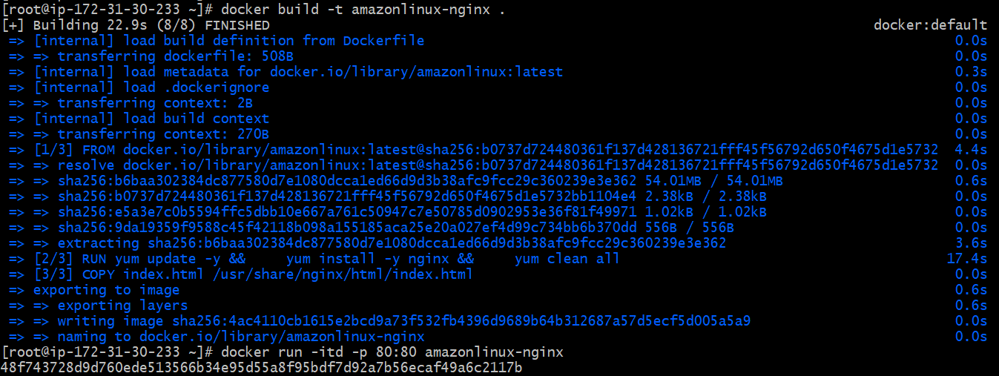 [root@ip-172-31-30-233 ~]# docker build -t amazonlinux-nginx .
[+] Building 22.9s (8/8) FINISHED docker:default
=> [internal] load build definition from Dockerfile 0.0s
=> => transferring dockerfile: 508B 0.0s
=> [internal] load metadata for docker.io/library/amazonlinux:latest 0.3s
=> [internal] load .dockerignore 0.0s
=> => transferring context: 2B 0.0s
=> [internal] load build context 0.0s
=> => transferring context: 270B 0.0s
=> [1/3] FROM docker.io/library/amazonlinux:latest@sha256:b0737d724480361f137d428136721fff45f56792d650f4675d1e5732 4.4s
=> => resolve docker.io/library/amazonlinux:latest@sha256:b0737d724480361f137d428136721fff45f56792d650f4675d1e5732 0.0s
=> => sha256:b6baa302384dc877580d7e1080dcca1ed66d9d3b38afc9fcc29c360239e3e362 54.01MB / 54.01MB 0.6s
=> => sha256:b0737d724480361f137d428136721fff45f56792d650f4675d1e5732bb1104e4 2.38kB / 2.38kB 0.0s
=> => sha256:e5a3e7c0b5594ffc5dbb10e667a761c50947c7e50785d0902953e36f81f49971 1.02kB / 1.02kB 0.0s
=> => sha256:9da19359f9588c45f42118b098a155185aca25e20a027ef4d99c734bb6b370dd 556B / 556B 0.0s
=> => extracting sha256:b6baa302384dc877580d7e1080dcca1ed66d9d3b38afc9fcc29c360239e3e362 3.6s
=> [2/3] RUN yum update -y &&     yum install -y nginx &&     yum clean all 17.4s
=> [3/3] COPY index.html /usr/share/nginx/html/index.html 0.0s
=> exporting to image 0.6s
=> => exporting layers 0.6s
=> => writing image sha256:4ac4110cb1615e2bcd9a73f532fb4396d9689b64b312687a57d5ecf5d005a5a9 0.0s
=> => naming to docker.io/library/amazonlinux-nginx 0.0s
[root@ip-172-31-30-233 ~]# docker run -itd -p 80:80 amazonlinux-nginx
48f743728d9d760ede513566b34e95d55a8f95bdf7d92a7b56ecaf49a6c2117b